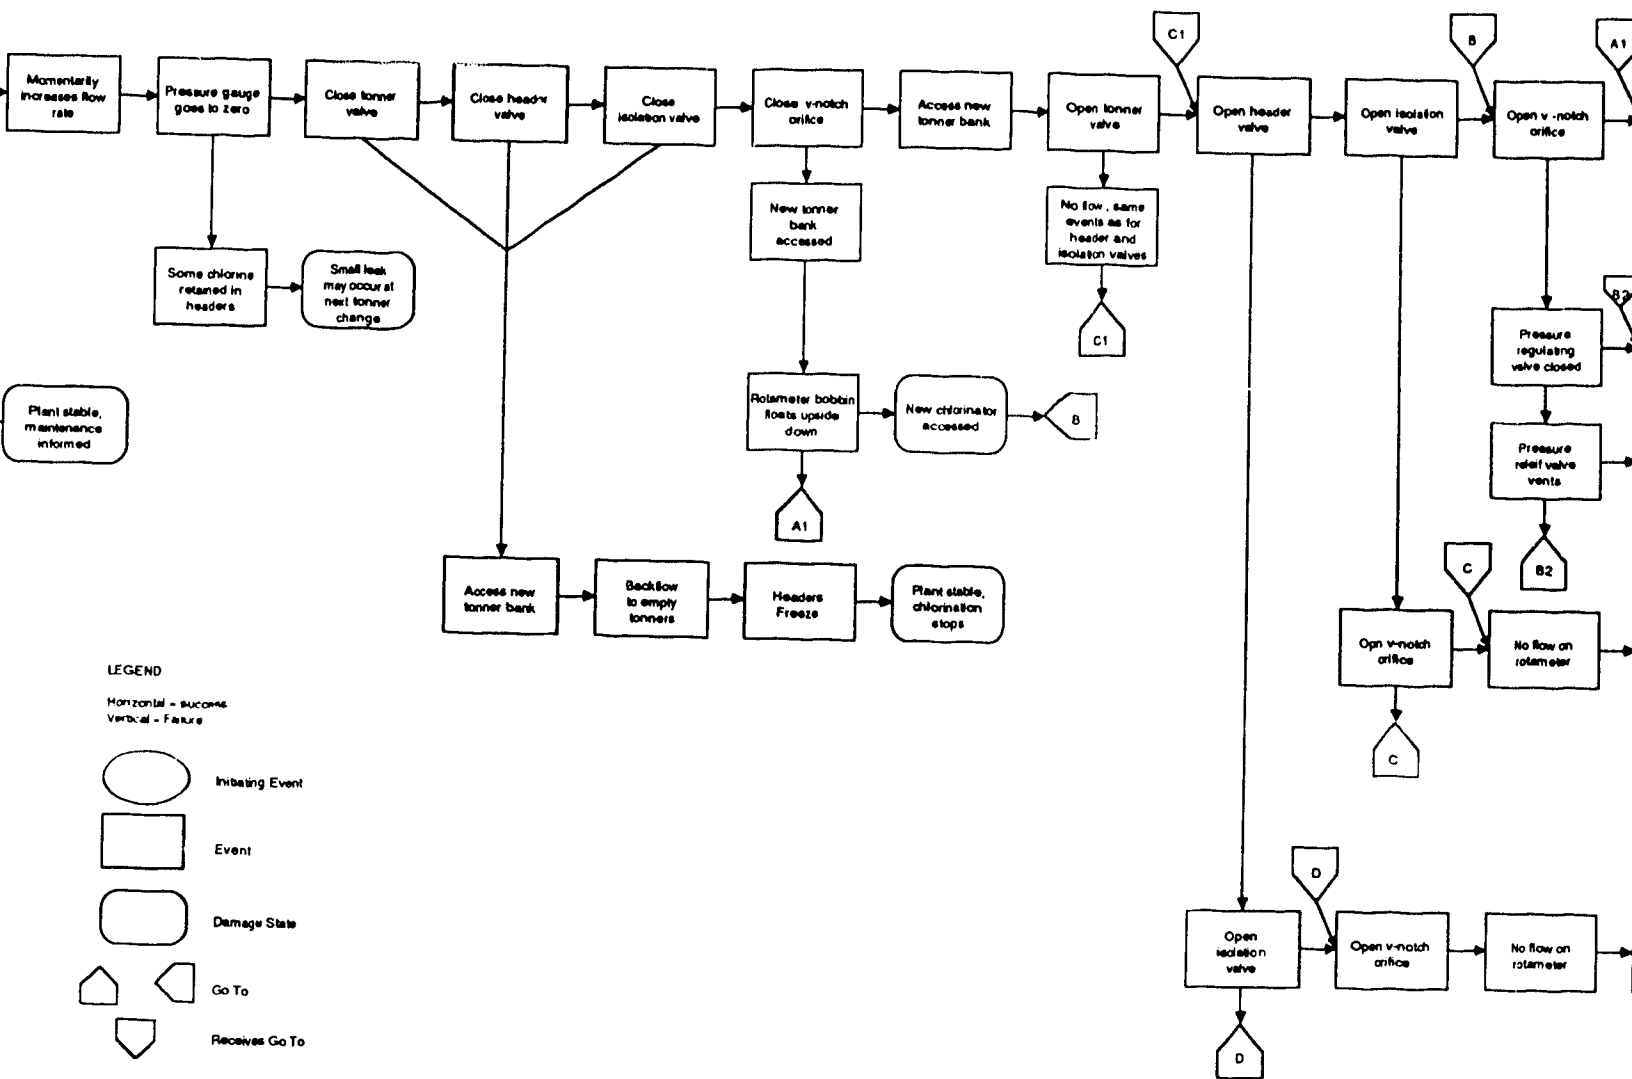 C1
B
A1
Momentarily
increases flow
rate
Pressure gauge
goes to zero
Close tonner
valve
Close header
valve
Close
isolation valve
Close v-notch
orifice
Access new
tonner bank
Open tonner
valve
Open header
valve
Open isolation
valve
Open v-notch
orifice
New tonner
bank
accessed
No flow, same
events as for
header and
isolation valves
Some chlorine
retained in
headers
Small leak
may occur at
next tonner
change
C1
B2
Pressure
regulating
valve closed
Plant stable,
maintenance
informed
Rotameter bobbin
floats upside
down
New chlorinator
accessed
B
Pressure
releif valve
vents
A1
B2
Access new
tonner bank
Backflow
to empty
tonners
Headers
Freeze
Plant stable,
chlorination
stops
C
Opn v-notch
orifice
No flow on
rotameter
C
LEGEND
Horizontal - success
Vertical - Failure
Initiating Event
Event
Damage State
Go To
Receives Go To
D
Open
isolation
valve
Open v-notch
orifice
No flow on
rotameter
D